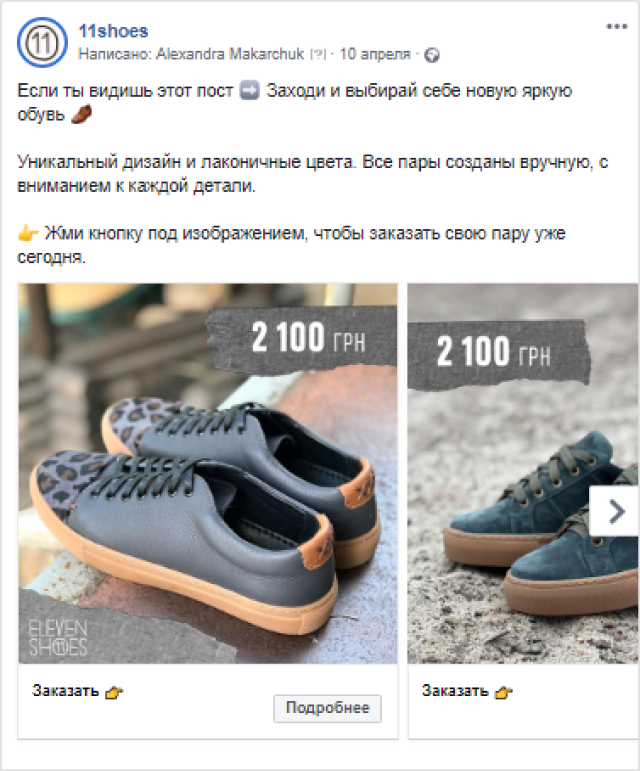 11
11shoes
Написано: Alexandra Makarchuk [?] · 10 апреля ·
Если ты видишь этот пост ➡️ Заходи и выбирай себе новую яркую
обувь 👞
Уникальный дизайн и лаконичные цвета. Все пары созданы вручную, с
вниманием к каждой детали.
👉 Жми кнопку под изображением, чтобы заказать свою пару уже
сегодня.
2 100 ГРН
2 100 ГРН
ELEVEN
SH11ES
Заказать 👉
Подробнее
Заказать 👉